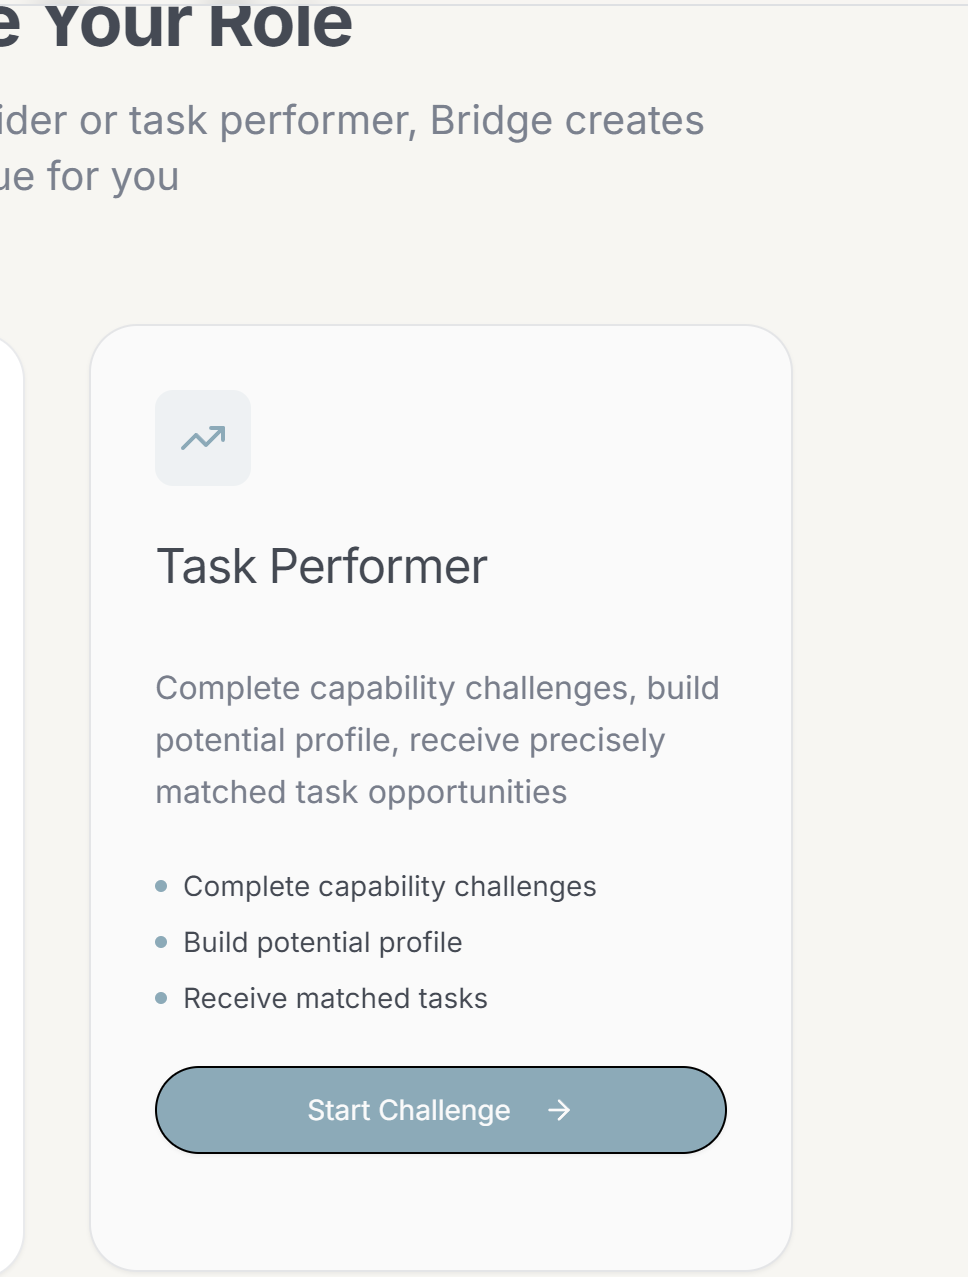 e Your Role
ider or task performer, Bridge creates
ue for you
Task Performer
Complete capability challenges, build
potential profile, receive precisely
matched task opportunities
Complete capability challenges
Build potential profile
Receive matched tasks
Start Challenge →